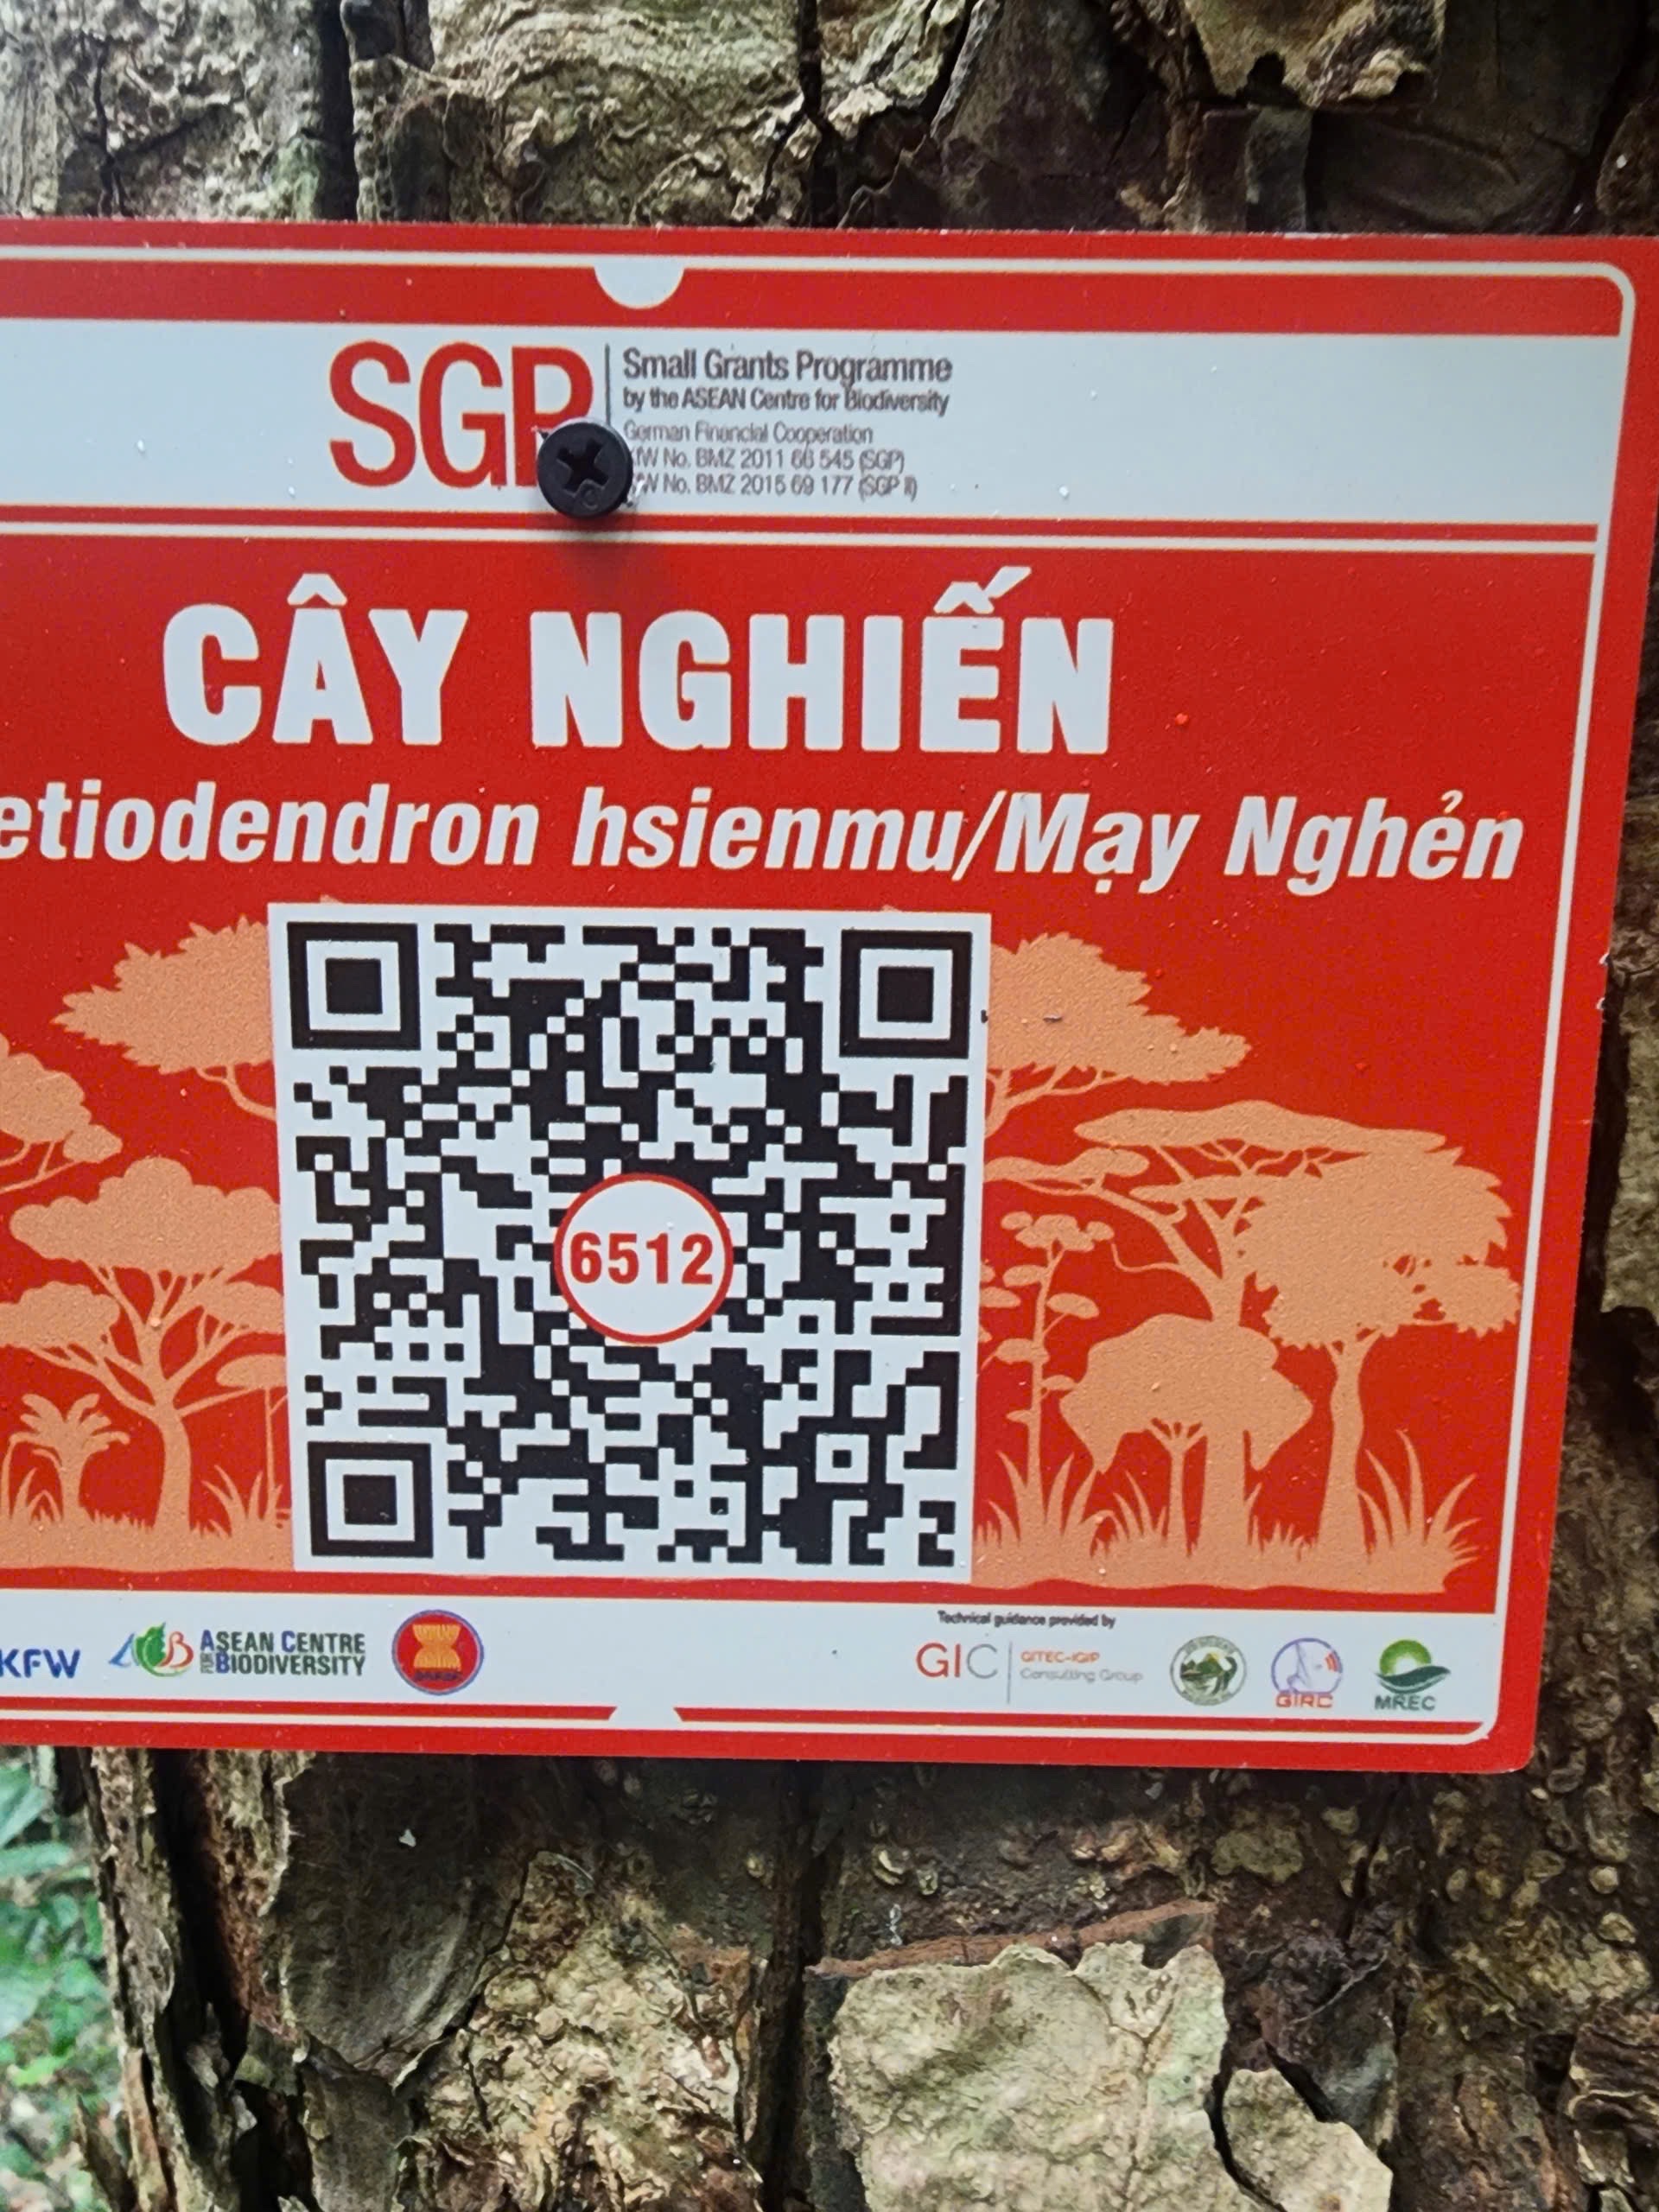 SGP
Small Grants Programme
by the ASEAN Centre for Biodiversity
German Financial Cooperation
No. BMZ 2011 66 545 (SGP)
No. BMZ 2015 69 177 (SGP II)
CÂY NGHIẾN
etiodendron hsienmu/Mạy Nghẻn
6512
KFW
ACB
ASEAN CENTRE
FOR BIODIVERSITY
Technical guidance provided by
GIC
GITEC-IGIP
Consulting Group
GIRC
MREC